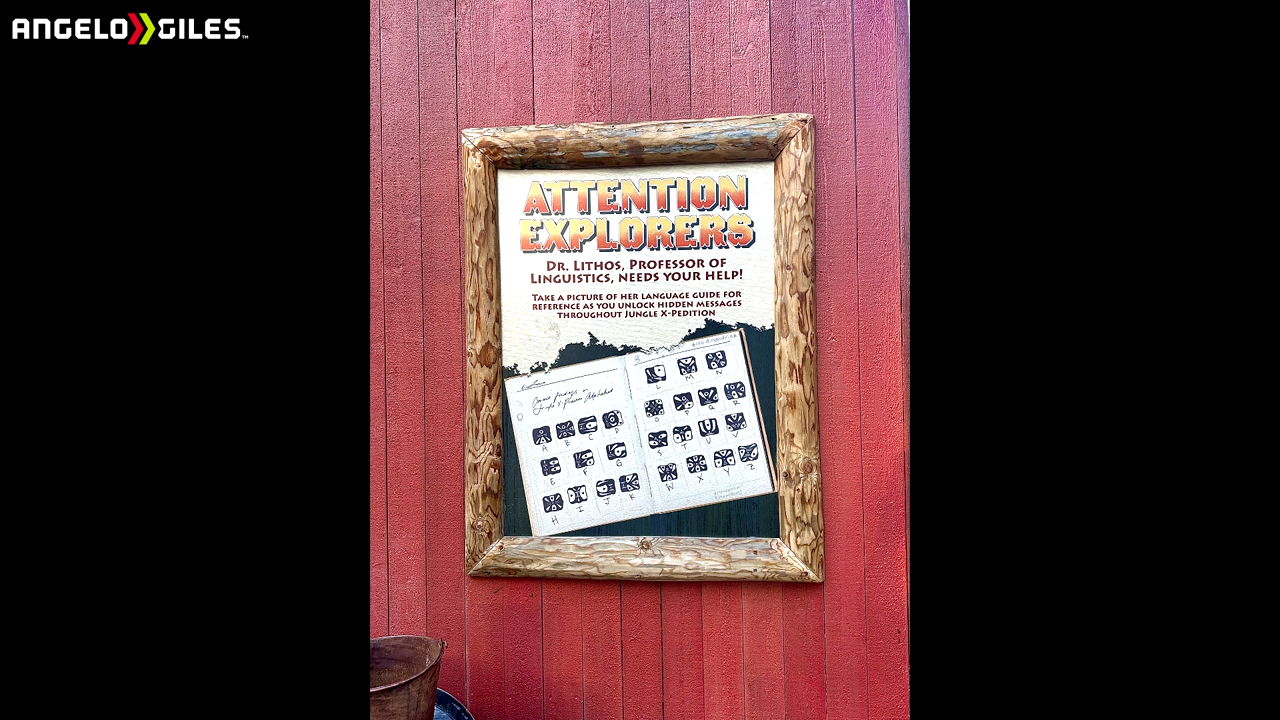 ANGELO GILES™
ATTENTION
EXPLORERS
DR. LITHOS, PROFESSOR OF
LINGUISTICS, NEEDS YOUR HELP!
TAKE A PICTURE OF HER LANGUAGE GUIDE FOR
REFERENCE AS YOU UNLOCK HIDDEN MESSAGES
THROUGHOUT JUNGLE X-PEDITION
A B C D
E F G
H I J K
L M N
O P Q R
S T U V
W X Y Z